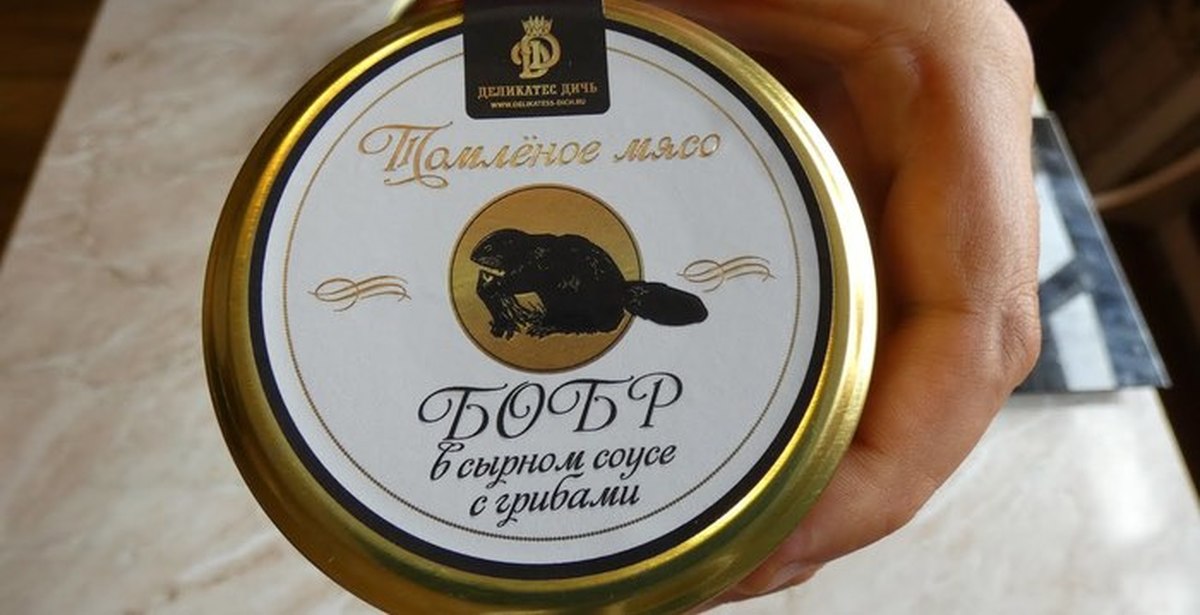 ДЕЛИКАТЕС ДИЧЬ
WWW.DELIKATESS-DICH.RU
Томлёное мясо
БОБР
в сырном соусе
с грибами